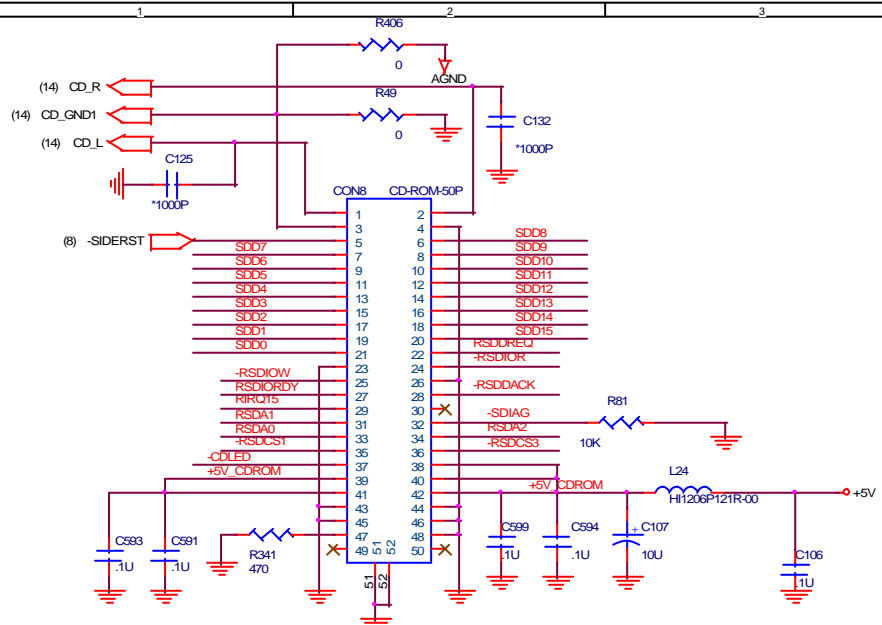 1 2 3
R406
0
AGND
(14) CD_R
R49
(14) CD_GND1
0
C132
*1000P
(14) CD_L
C125
*1000P
CON8 CD-ROM-50P
1 2
3 4
(8) -SIDERST 5 6 SDD8
SDD7 7 8 SDD9
SDD6 9 10 SDD10
SDD5 11 12 SDD11
SDD4 13 14 SDD12
SDD3 15 16 SDD13
SDD2 17 18 SDD14
SDD1 19 20 SDD15
SDD0 21 22 RSDDREQ
23 24 -RSDIOR
-RSDIOW 25 26
RSDIORDY 27 28 -RSDDACK
RIRQ15 29 30
RSDA1 31 32 -SDIAG
R81
10K
RSDA0 33 34 RSDA2
-RSDCS1 35 36 -RSDCS3
-CDLED 37 38
+5V_CDROM 39 40
41 42 +5V_CDROM
L24
HI1206P121R-00
+5V
43 44
45 46
47 48
49 50
51 52
51 52
C593
.1U
C591
.1U
R341
470
C599
.1U
C594
.1U
+
C107
10U
C106
.1U